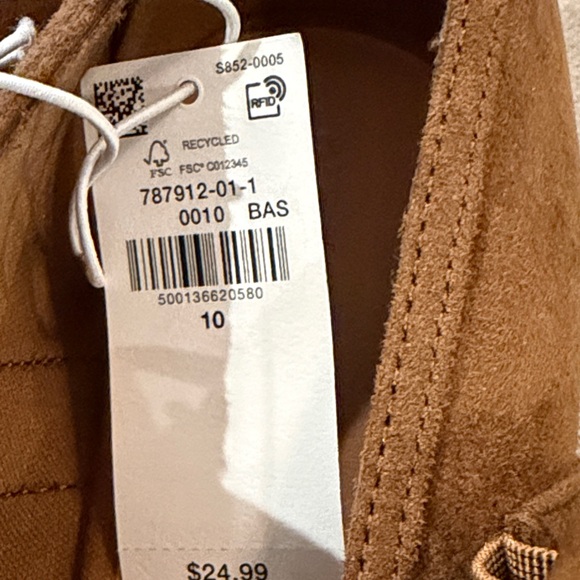 S852-0005
RFID
RECYCLED
FSC FSC® C012345
787912-01-1
0010 BAS
500136620580
10
$24.99